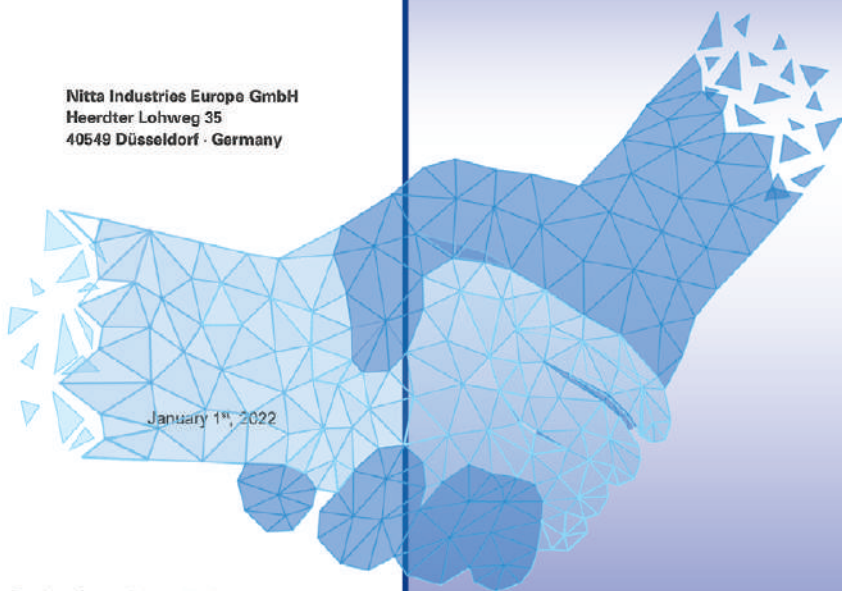 Nitta Industries Europe GmbH
Heerdter Lohweg 35
40549 Düsseldorf · Germany
January 1st, 2022